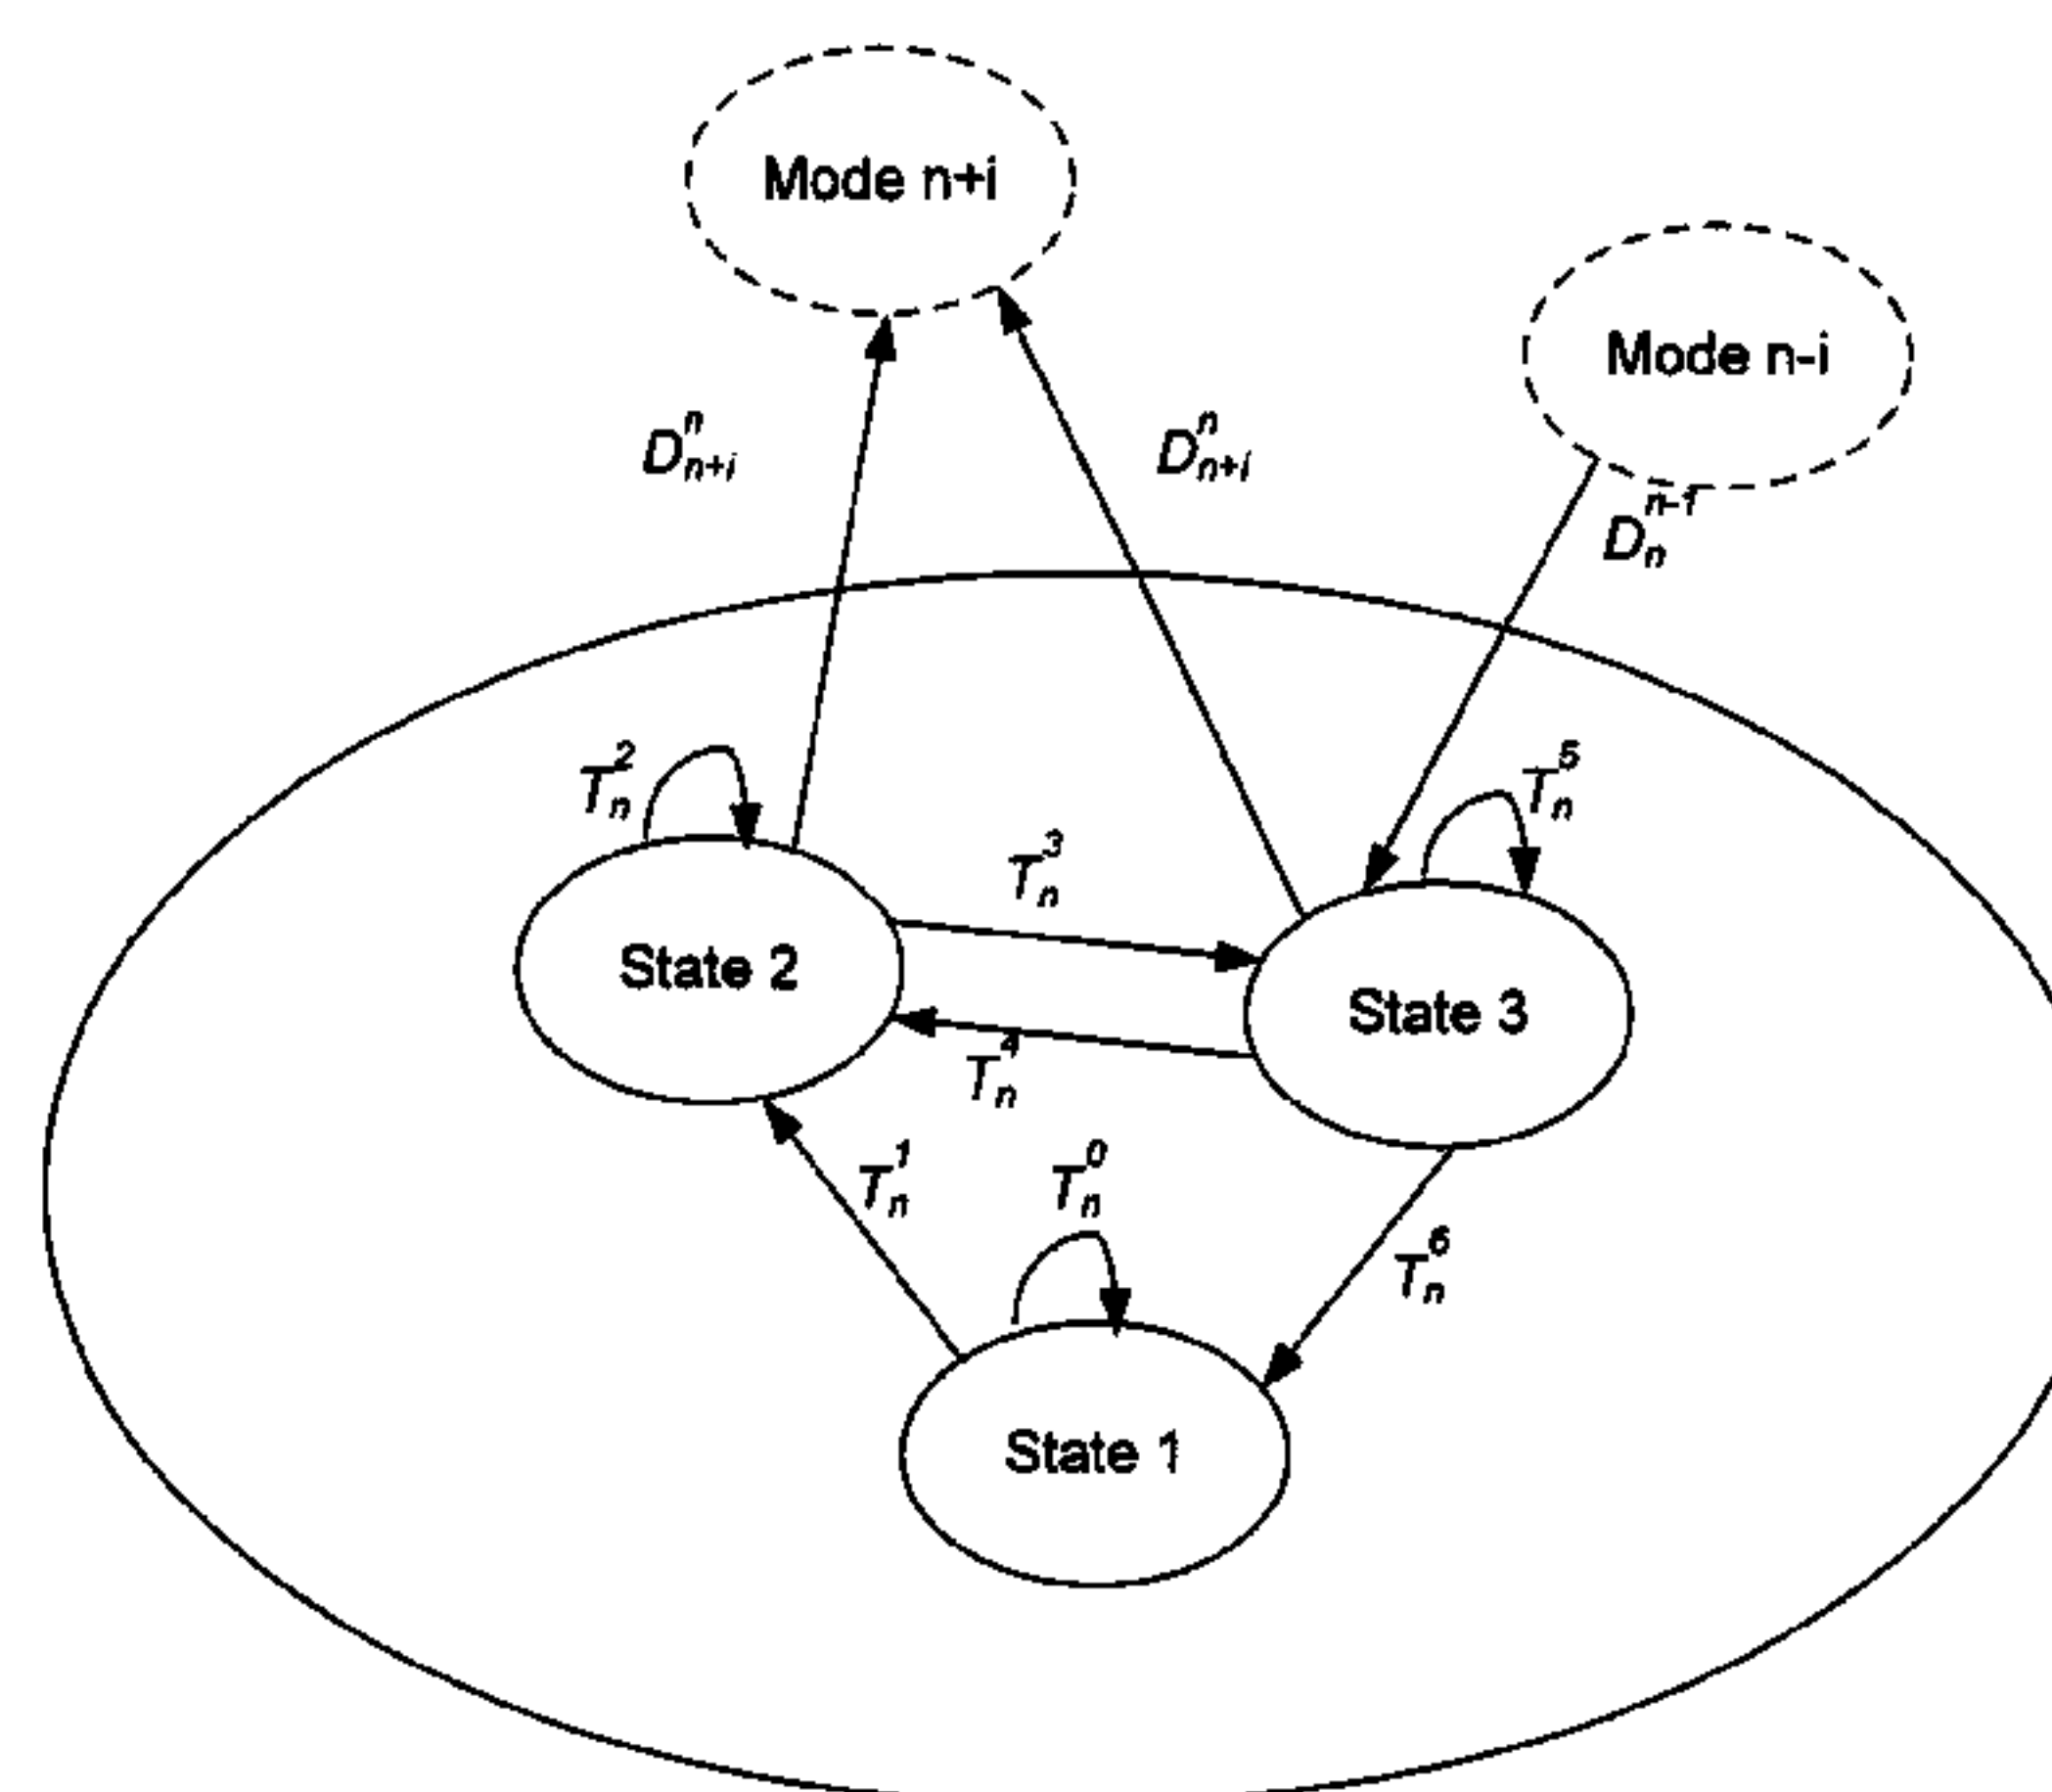 Mode n+i
Mode n-i
D^n_{n+i}
D^n_{n+i}
D^{n-1}_n
T^2_n
T^5_n
T^3_n
State 2
State 3
T^4_n
T^1_n
T^0_n
T^6_n
State 1